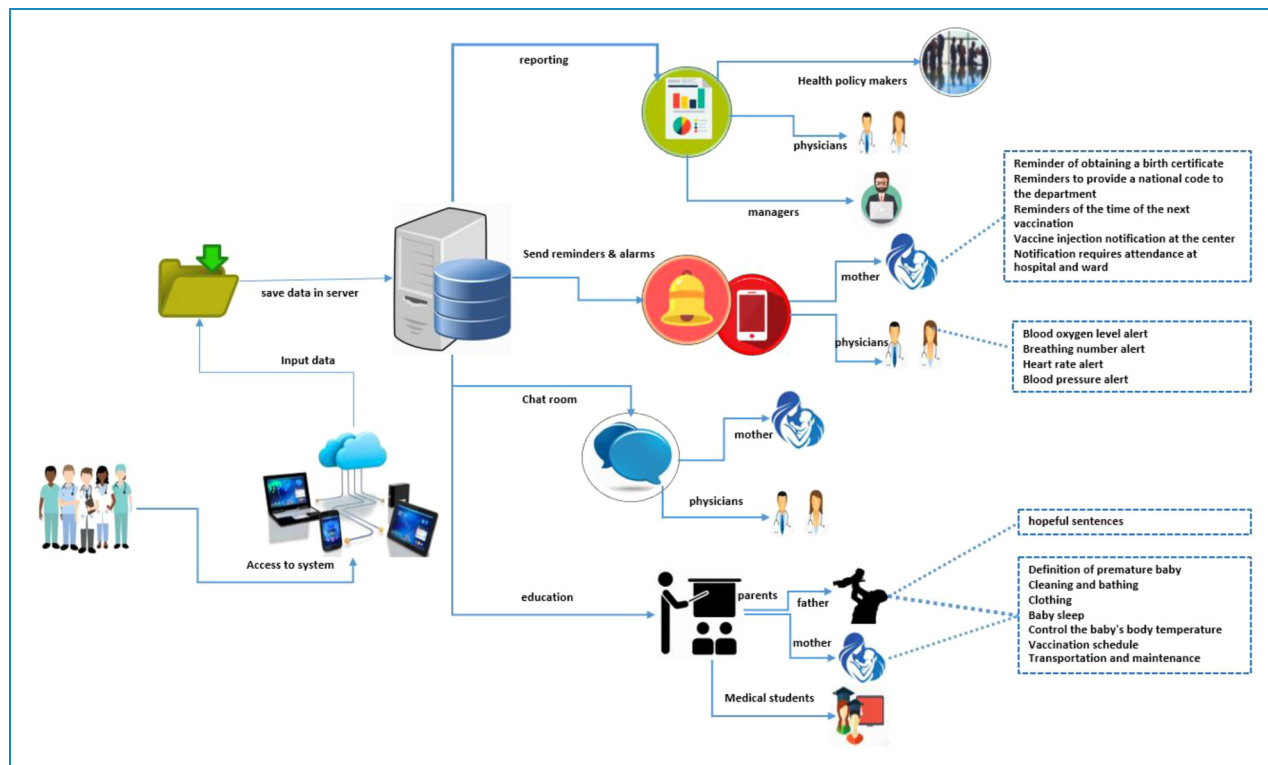 reporting
Health policy makers
physicians
managers
Reminder of obtaining a birth certificate
Reminders to provide a national code to
the department
Reminders of the time of the next
vaccination
Vaccine injection notification at the center
Notification requires attendance at
hospital and ward
Send reminders & alarms
mother
physicians
Blood oxygen level alert
Breathing number alert
Heart rate alert
Blood pressure alert
save data in server
Input data
Access to system
Chat room
mother
physicians
education
parents
father
mother
Medical students
hopeful sentences
Definition of premature baby
Cleaning and bathing
Clothing
Baby sleep
Control the baby's body temperature
Vaccination schedule
Transportation and maintenance